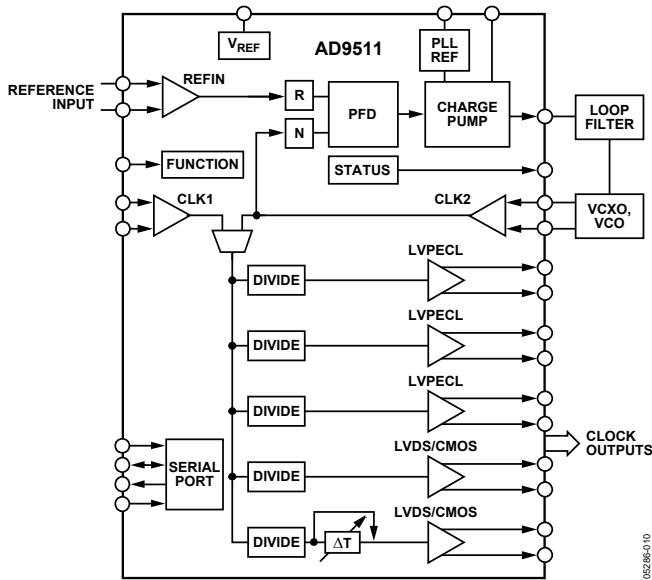 VREF
AD9511
PLL
REF
REFERENCE
INPUT
REFIN
R
N
PFD
CHARGE
PUMP
LOOP
FILTER
FUNCTION
STATUS
CLK1
CLK2
VCXO,
VCO
LVPECL
DIVIDE
LVPECL
DIVIDE
LVPECL
DIVIDE
CLOCK
OUTPUTS
SERIAL
PORT
LVDS/CMOS
DIVIDE
LVDS/CMOS
DIVIDE
ΔT
05286-010